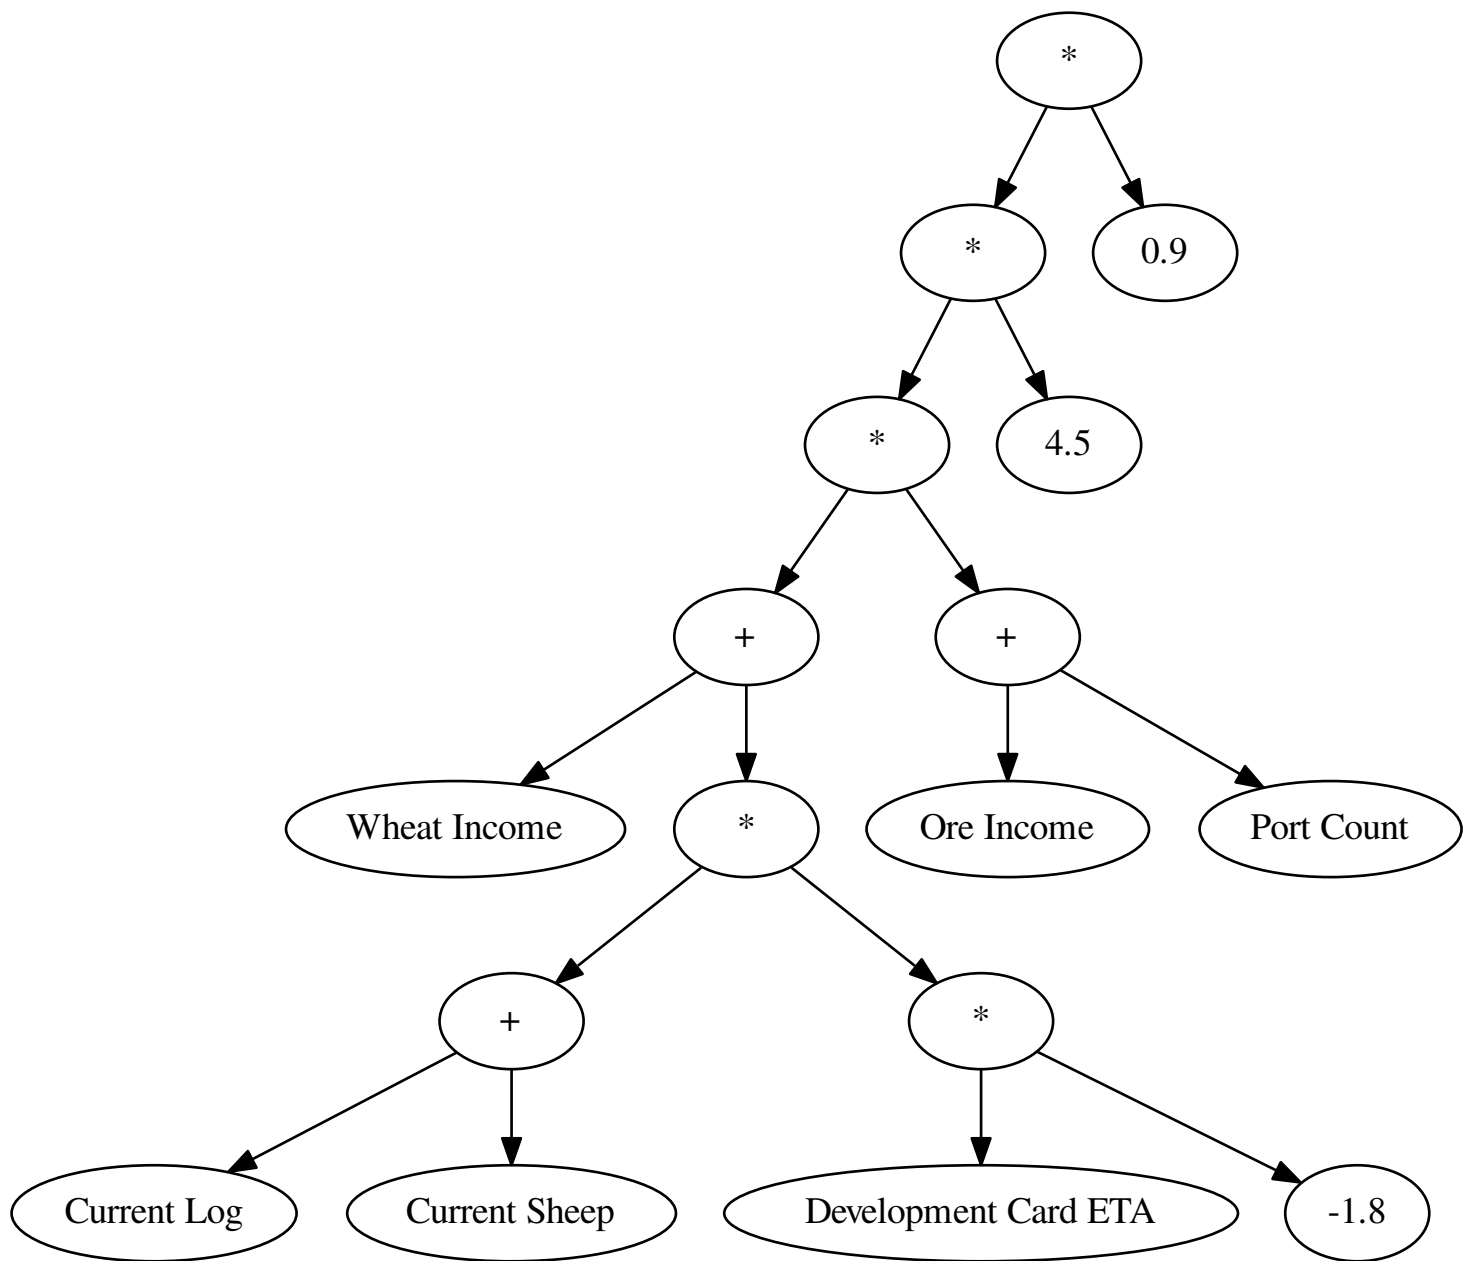 *
* 0.9
* 4.5
+ +
Wheat Income * Ore Income Port Count
+ *
Current Log Current Sheep Development Card ETA -1.8